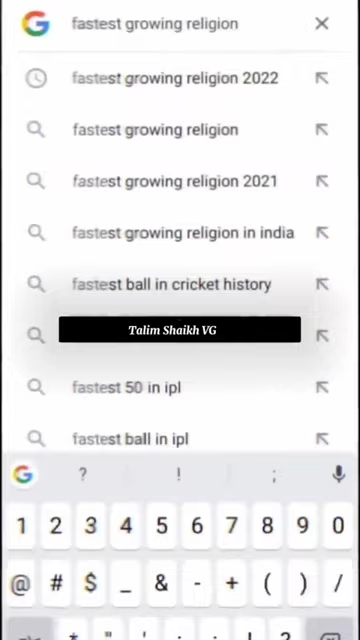 fastest growing religion
fastest growing religion 2022
fastest growing religion
fastest growing religion 2021
fastest growing religion in india
fastest ball in cricket history
Talim Shaikh VG
fastest 50 in ipl
fastest ball in ipl
? ! ;
1 2 3 4 5 6 7 8 9 0
@ # $ _ & - + ( ) /
* " ' : ; ! ?